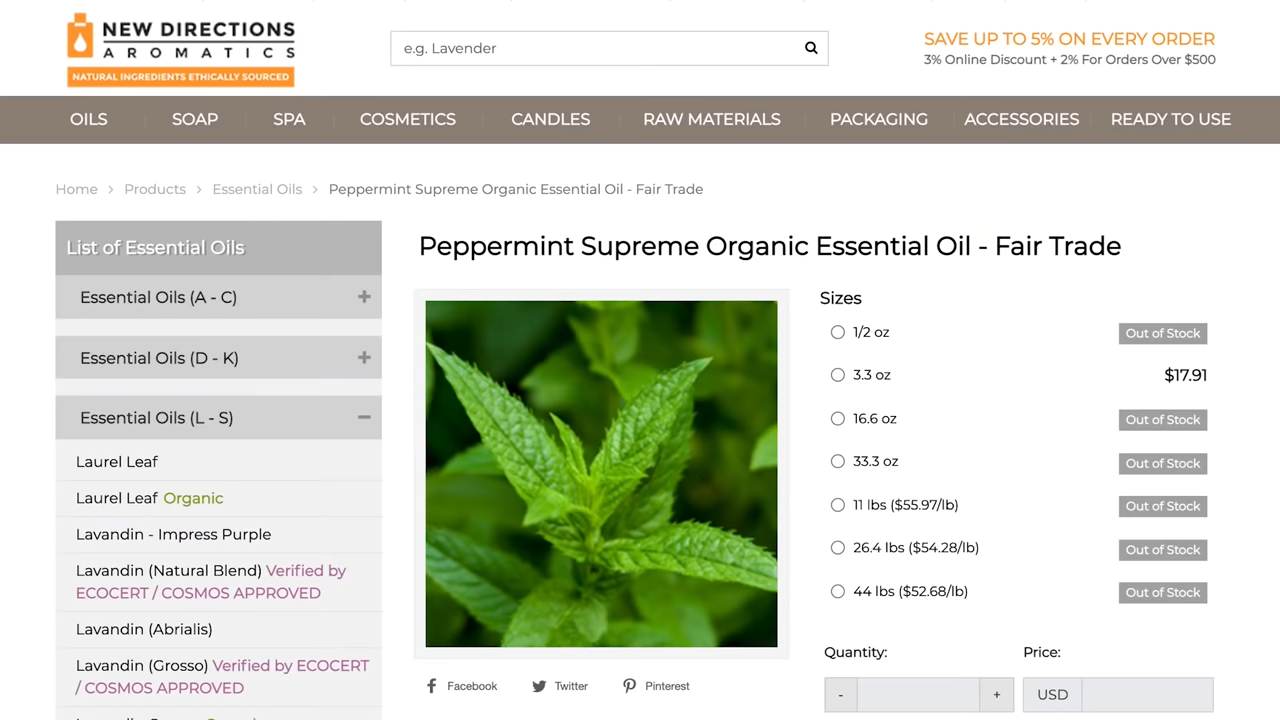 NEW DIRECTIONS
AROMATICS
NATURAL INGREDIENTS ETHICALLY SOURCED
e.g. Lavender
SAVE UP TO 5% ON EVERY ORDER
3% Online Discount + 2% For Orders Over $500
OILS SOAP SPA COSMETICS CANDLES RAW MATERIALS PACKAGING ACCESSORIES READY TO USE
Home > Products > Essential Oils > Peppermint Supreme Organic Essential Oil - Fair Trade
List of Essential Oils
Essential Oils (A - C) +
Essential Oils (D - K) +
Essential Oils (L - S) −
Laurel Leaf
Laurel Leaf Organic
Lavandin - Impress Purple
Lavandin (Natural Blend) Verified by
ECOCERT / COSMOS APPROVED
Lavandin (Abrialis)
Lavandin (Grosso) Verified by ECOCERT
/ COSMOS APPROVED
Peppermint Supreme Organic Essential Oil - Fair Trade
Sizes
1/2 oz Out of Stock
3.3 oz $17.91
16.6 oz Out of Stock
33.3 oz Out of Stock
11 lbs ($55.97/lb) Out of Stock
26.4 lbs ($54.28/lb) Out of Stock
44 lbs ($52.68/lb) Out of Stock
Quantity: Price:
- + USD
Facebook Twitter Pinterest